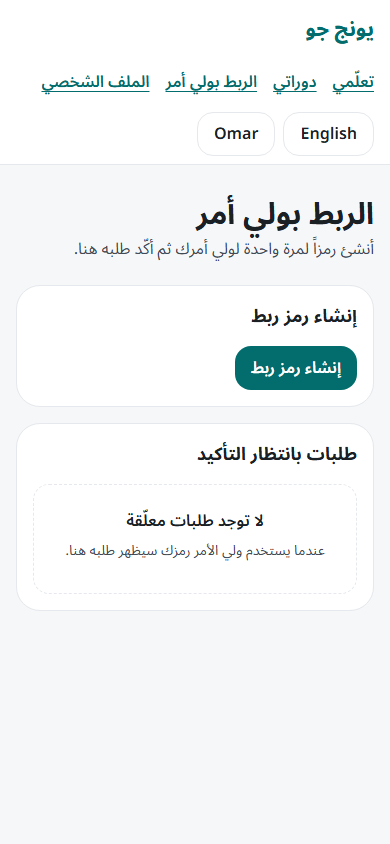 يونج جو
تعلّمي
دوراتي
الربط بولي أمر
الملف الشخصي
English
Omar
الربط بولي أمر
أنشئ رمزاً لمرة واحدة لولي أمرك ثم أكّد طلبه هنا.
إنشاء رمز ربط
إنشاء رمز ربط
طلبات بانتظار التأكيد
لا توجد طلبات معلّقة
عندما يستخدم ولي الأمر رمزك سيظهر طلبه هنا.